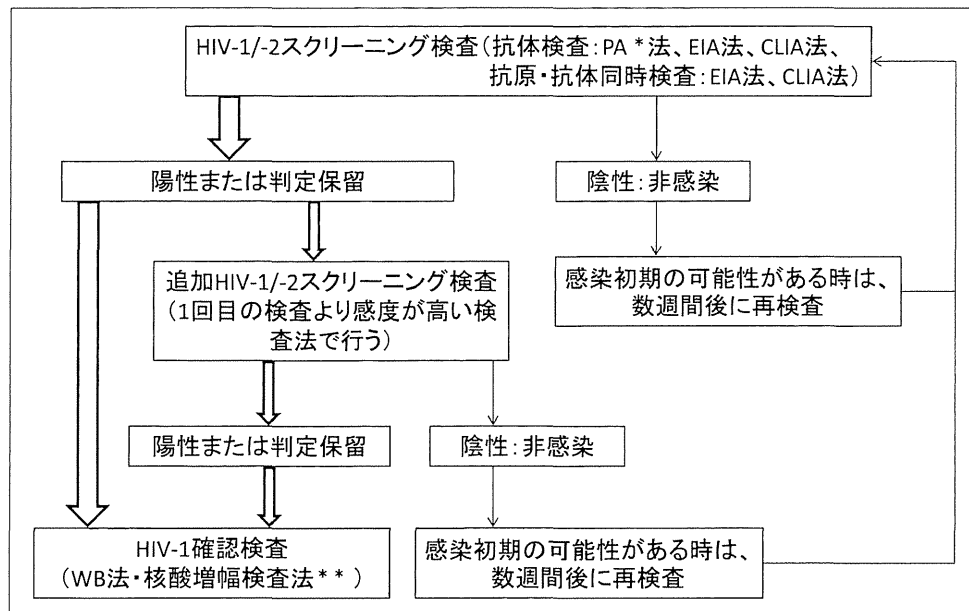 HIV-1/-2スクリーニング検査（抗体検査：PA＊法、EIA法、CLIA法、
抗原・抗体同時検査：EIA法、CLIA法）
陽性または判定保留
陰性：非感染
追加HIV-1/-2スクリーニング検査
（1回目の検査より感度が高い検
査法で行う）
感染初期の可能性がある時は、
数週間後に再検査
陽性または判定保留
陰性：非感染
HIV-1確認検査
（WB法・核酸増幅検査法＊＊）
感染初期の可能性がある時は、
数週間後に再検査